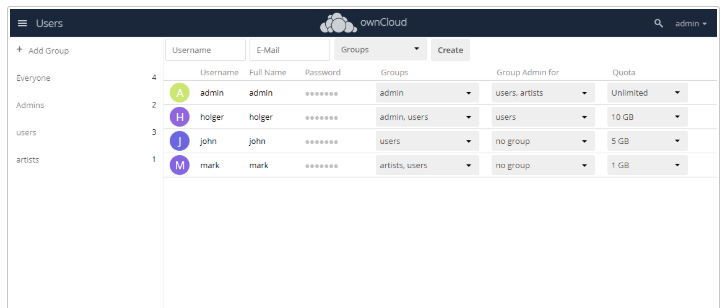 Users ownCloud admin
+ Add Group Username E-Mail Groups Create
Username Full Name Password Groups Group Admin for Quota
Everyone 4
A admin admin ●●●●●●● admin users, artists Unlimited
Admins 2
H holger holger ●●●●●●● admin, users users 10 GB
users 3
J john john ●●●●●●● users no group 5 GB
artists 1
M mark mark ●●●●●●● artists, users no group 1 GB